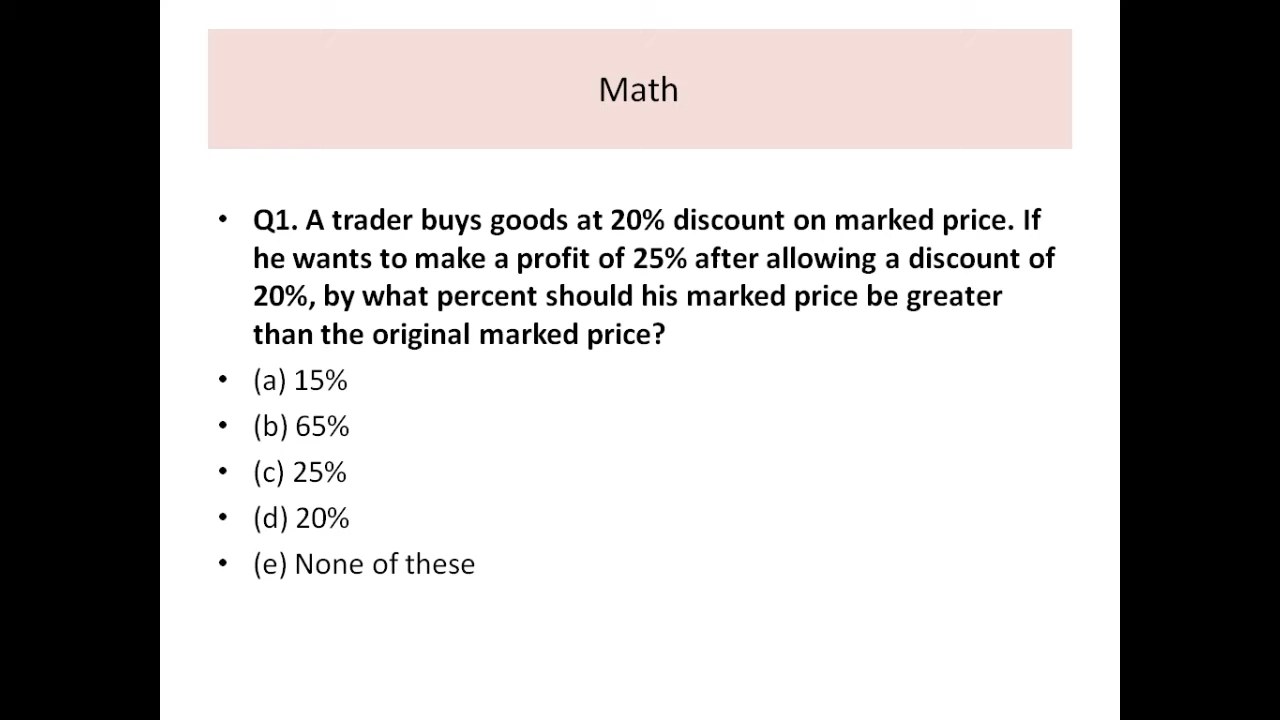 Math
• Q1. A trader buys goods at 20% discount on marked price. If
he wants to make a profit of 25% after allowing a discount of
20%, by what percent should his marked price be greater
than the original marked price?
• (a) 15%
• (b) 65%
• (c) 25%
• (d) 20%
• (e) None of these